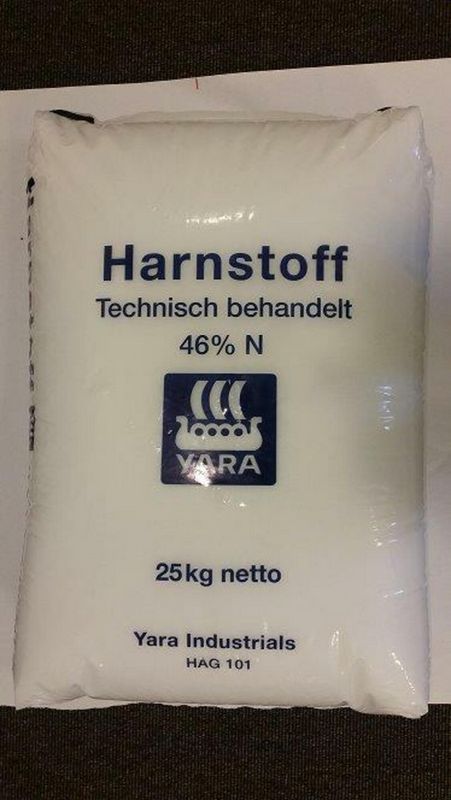 Harnstoff
Technisch behandelt
46% N
YARA
25kg netto
Yara Industrials
HAG 101